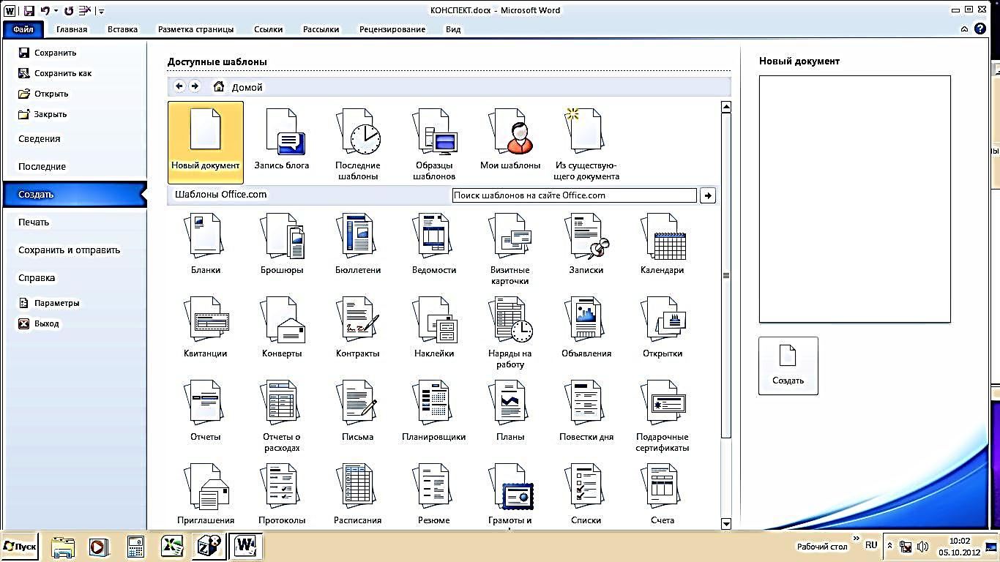 КОНСПЕКТ.docx - Microsoft Word
Файл Главная Вставка Разметка страницы Ссылки Рассылки Рецензирование Вид
Сохранить
Сохранить как
Открыть
Закрыть
Сведения
Последние
Создать
Печать
Сохранить и отправить
Справка
Параметры
Выход
Доступные шаблоны
Домой
Новый документ
Запись блога
Последние
шаблоны
Образцы
шаблонов
Мои шаблоны
Из существую-
щего документа
Шаблоны Office.com
Поиск шаблонов на сайте Office.com
Бланки
Брошюры
Бюллетени
Ведомости
Визитные
карточки
Записки
Календари
Квитанции
Конверты
Контракты
Наклейки
Наряды на
работу
Объявления
Открытки
Отчеты
Отчеты о
расходах
Письма
Планировщики
Планы
Повестки дня
Подарочные
сертификаты
Приглашения
Протоколы
Расписания
Резюме
Грамоты и
Списки
Счета
Новый документ
Создать
Пуск
Рабочий стол
RU
10:02
05.10.2012